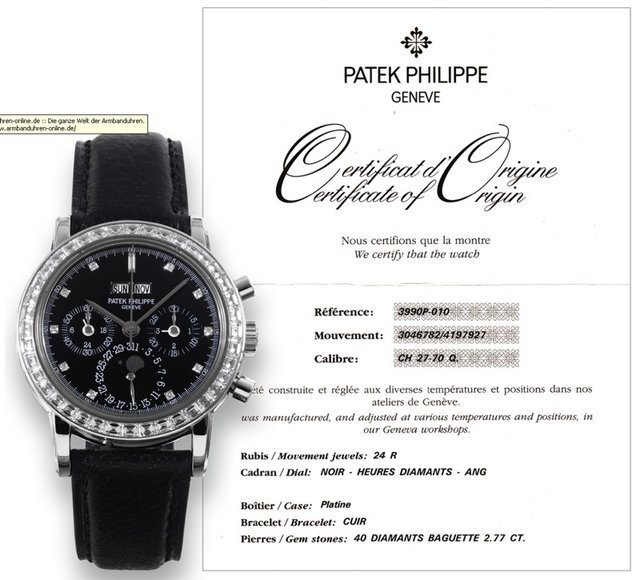 PATEK PHILIPPE
GENEVE
uhren-online.de :: Die ganze Welt der Armbanduhren.
w.armbanduhren-online.de/
Certificat d'Origine
Certificate of Origin
Nous certifions que la montre
We certify that the watch
SUN NOV
PATEK PHILIPPE
GENEVE
Référence: 3990P-010
Mouvement: 3046782/4197927
Calibre: CH 27-70 Q.
été construite et réglée aux diverses températures et positions dans nos
ateliers de Genève.
was manufactured, and adjusted at various temperatures and positions, in
our Geneva workshops.
Rubis / Movement jewels: 24 R
Cadran / Dial: NOIR - HEURES DIAMANTS - ANG
Boîtier / Case: Platine
Bracelet / Bracelet: CUIR
Pierres / Gem stones: 40 DIAMANTS BAGUETTE 2.77 CT.